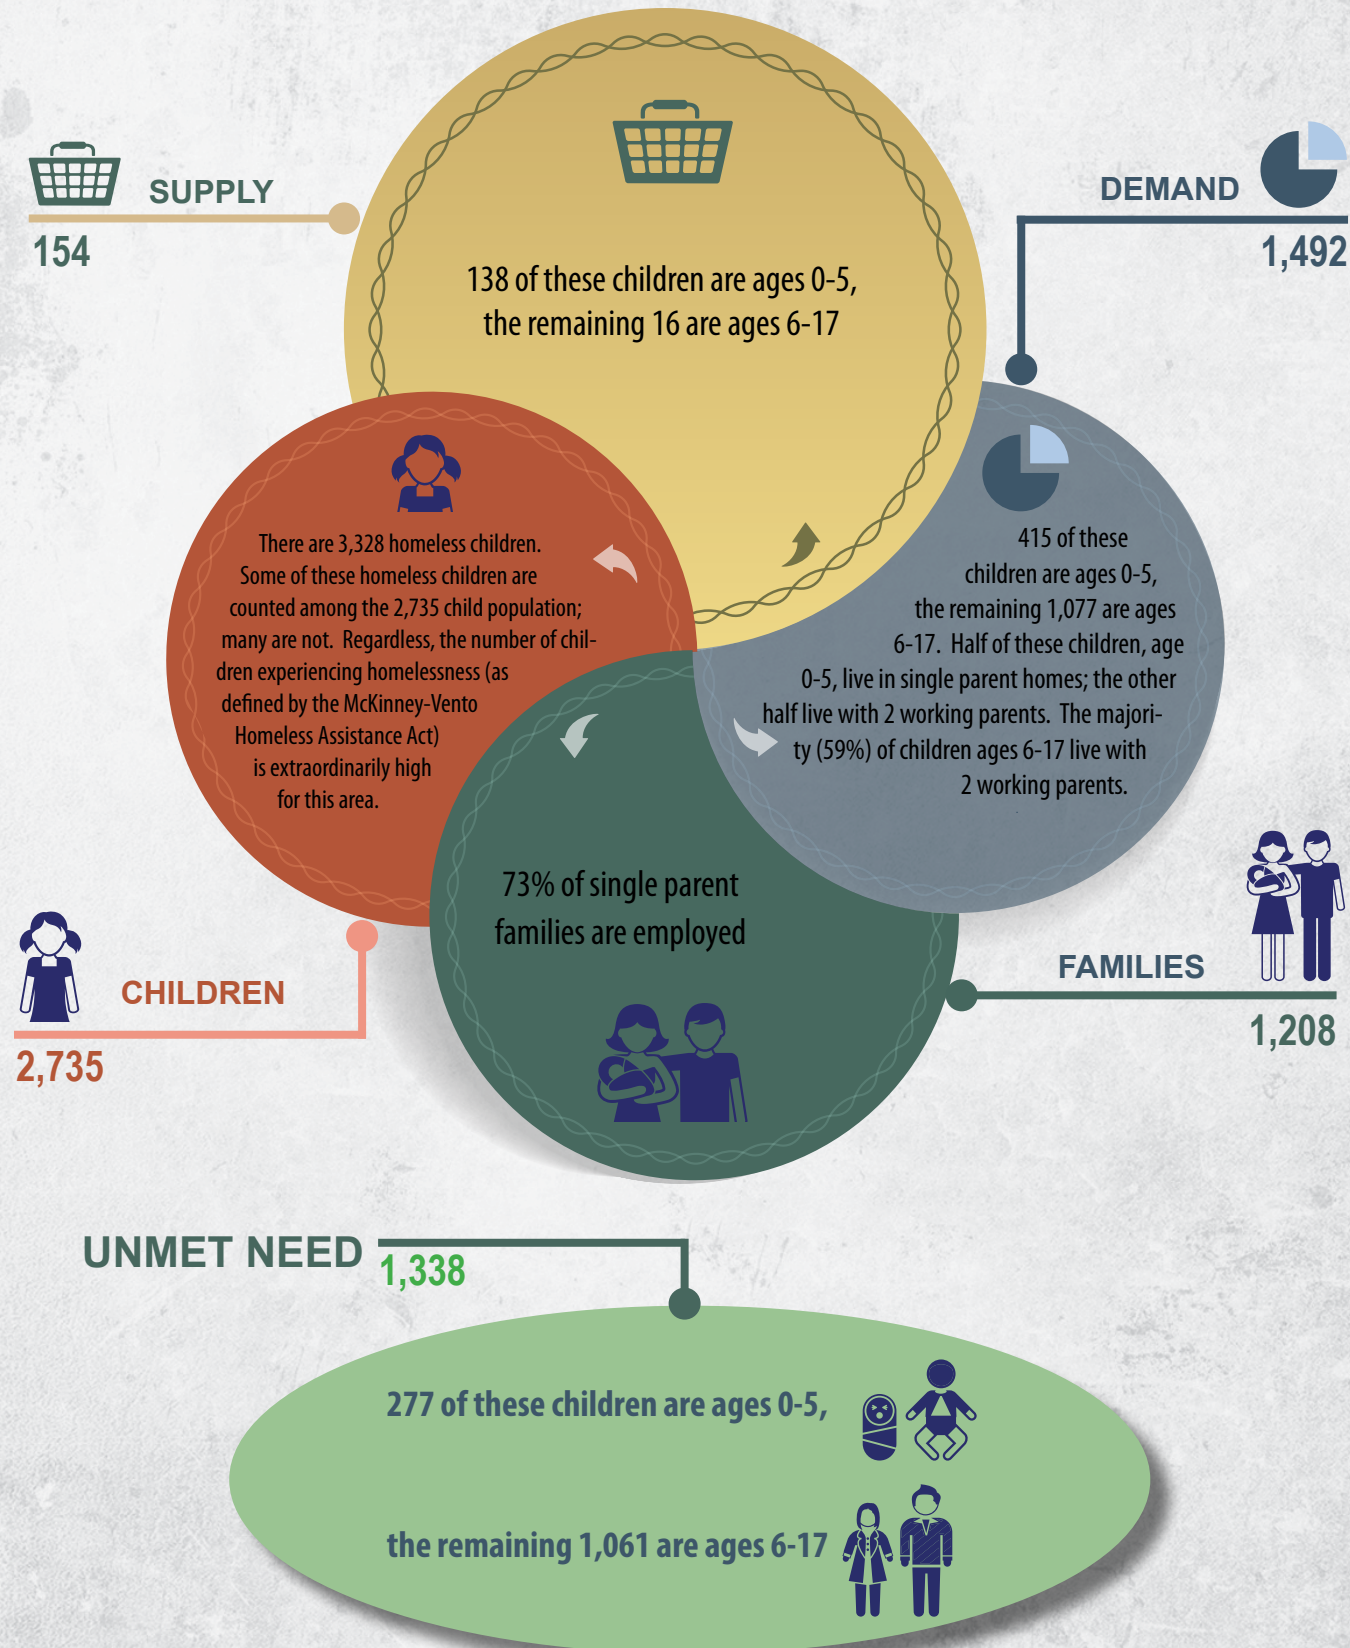 SUPPLY
154
DEMAND
1,492
138 of these children are ages 0-5,
the remaining 16 are ages 6-17
There are 3,328 homeless children.
Some of these homeless children are
counted among the 2,735 child population;
many are not. Regardless, the number of chil-
dren experiencing homelessness (as
defined by the McKinney-Vento
Homeless Assistance Act)
is extraordinarily high
for this area.
415 of these
children are ages 0-5,
the remaining 1,077 are ages
6-17. Half of these children, age
0-5, live in single parent homes; the other
half live with 2 working parents. The majori-
ty (59%) of children ages 6-17 live with
2 working parents.
73% of single parent
families are employed
CHILDREN
2,735
FAMILIES
1,208
UNMET NEED
1,338
277 of these children are ages 0-5,
the remaining 1,061 are ages 6-17